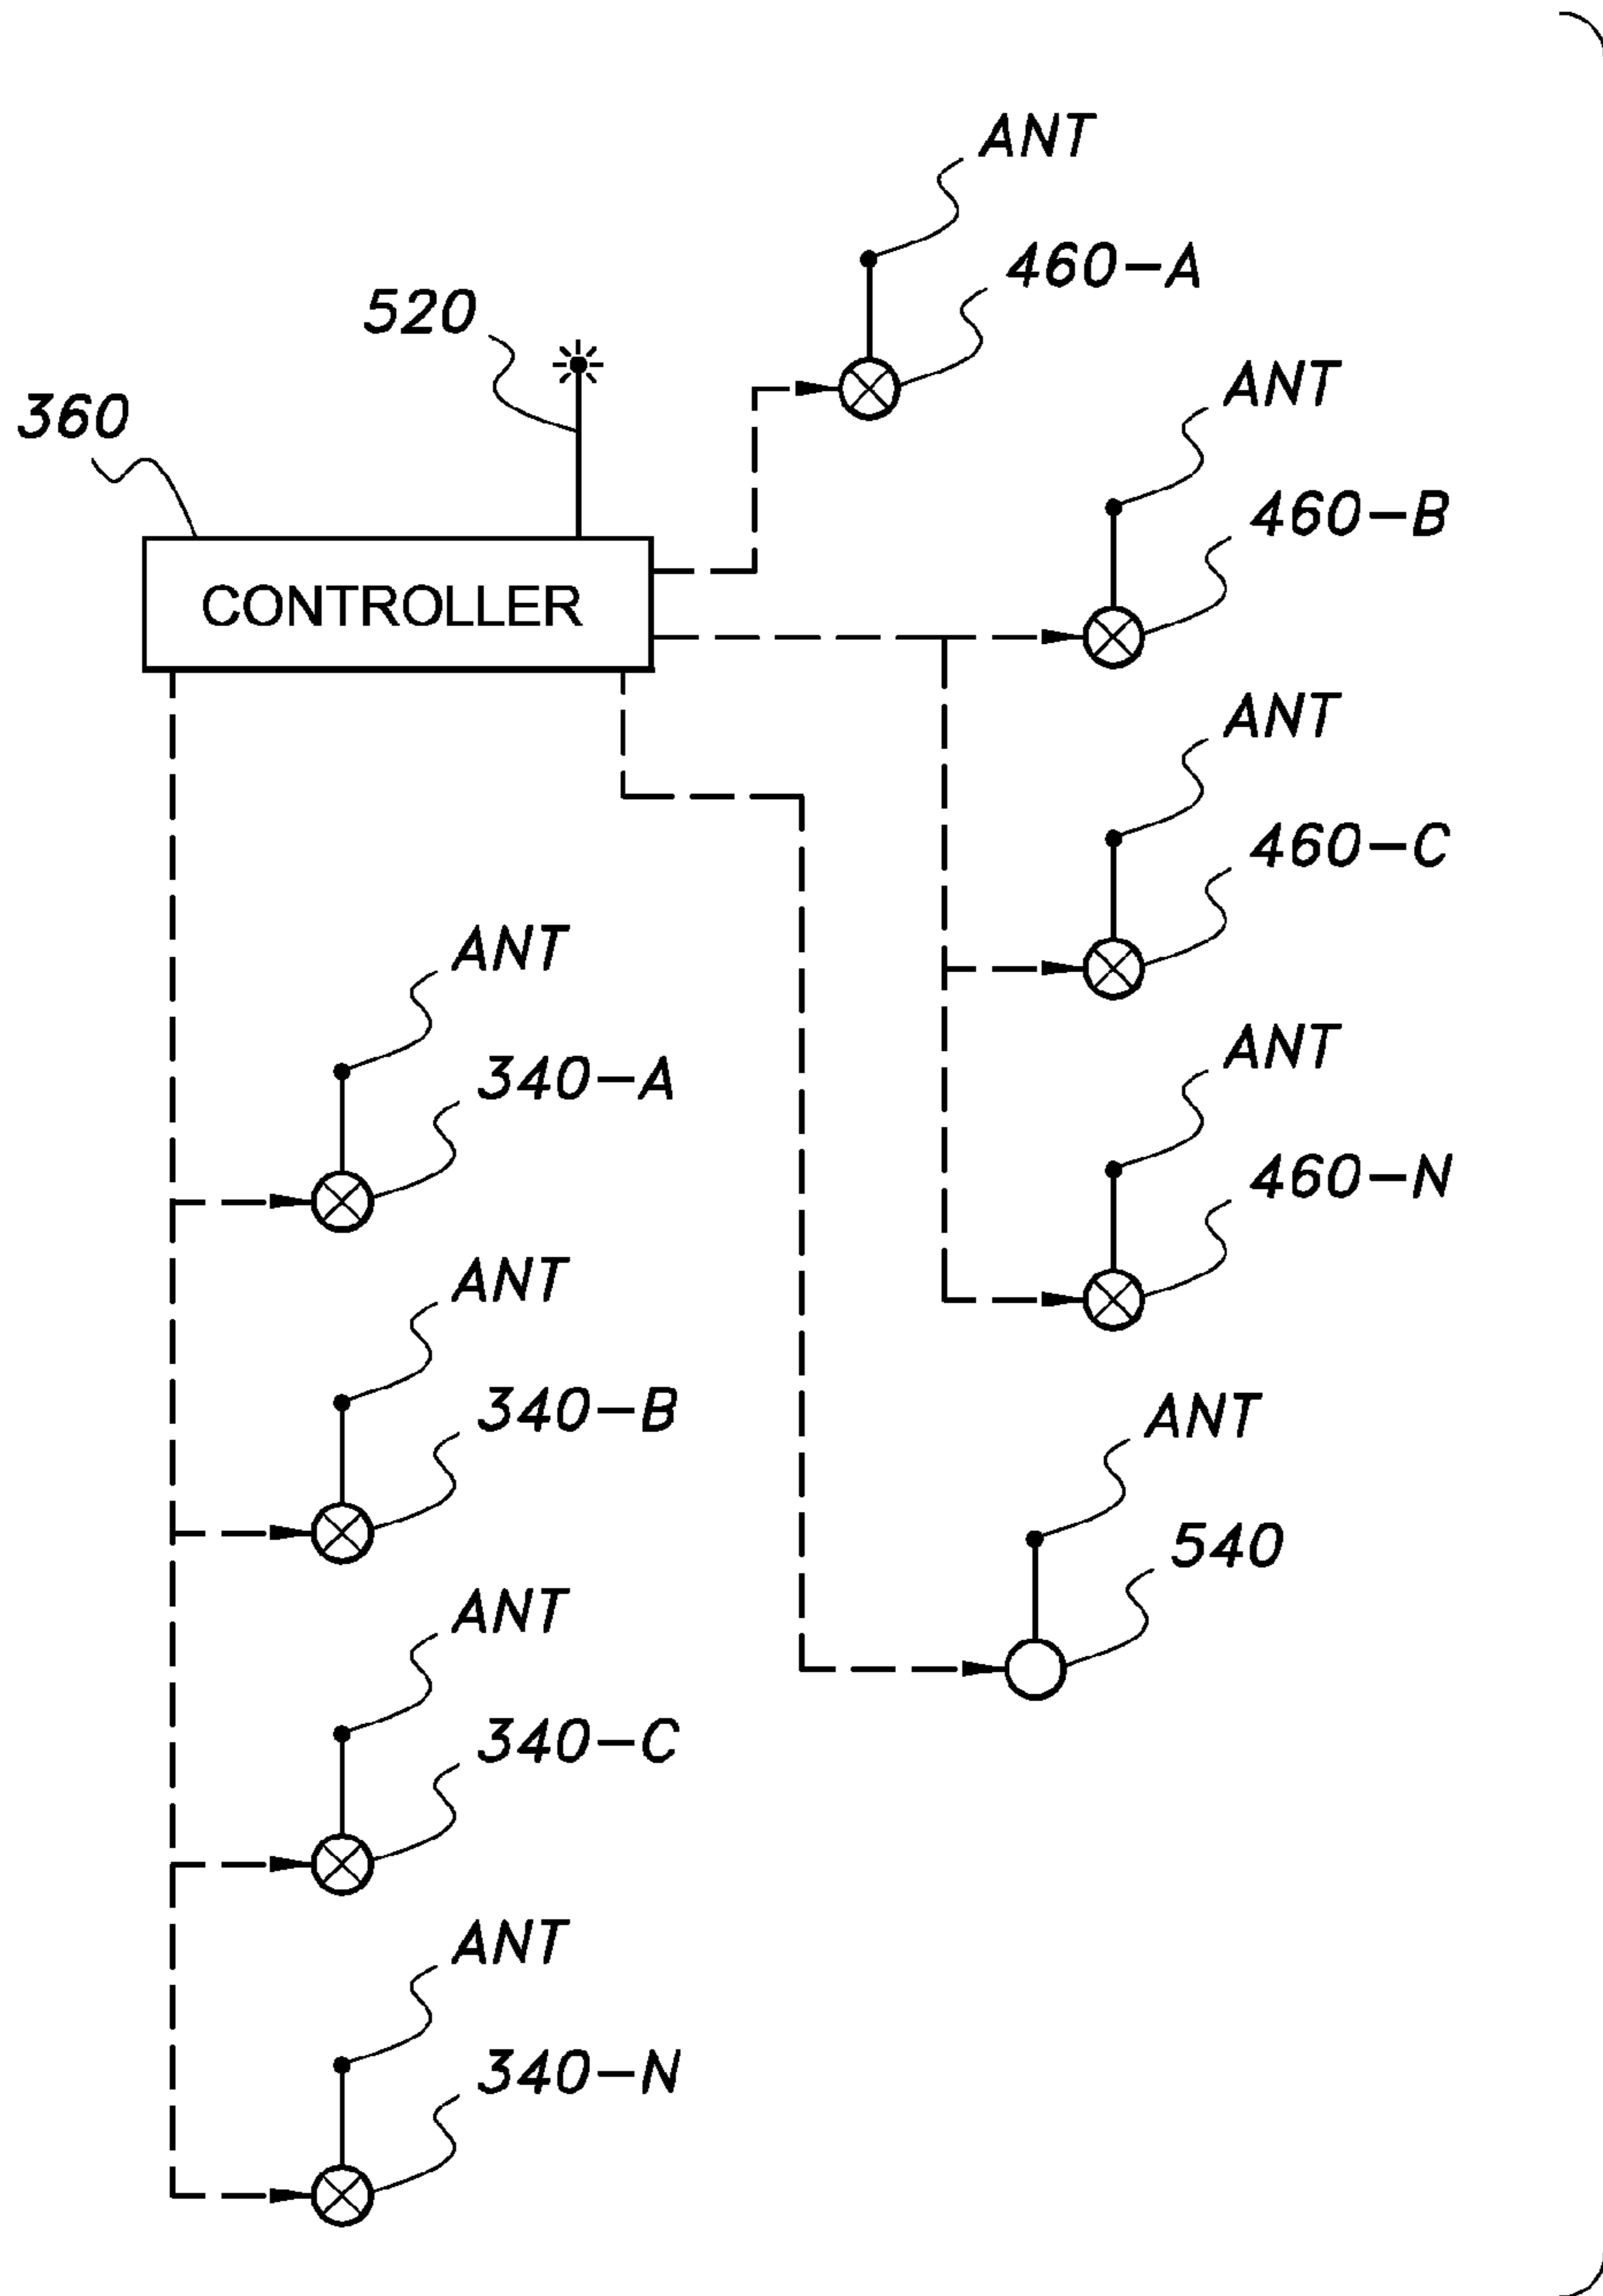 ANT
460-A
520
ANT
360
460-B
CONTROLLER
ANT
460-C
ANT
ANT
340-A
460-N
ANT
340-B
ANT
540
ANT
340-C
ANT
340-N